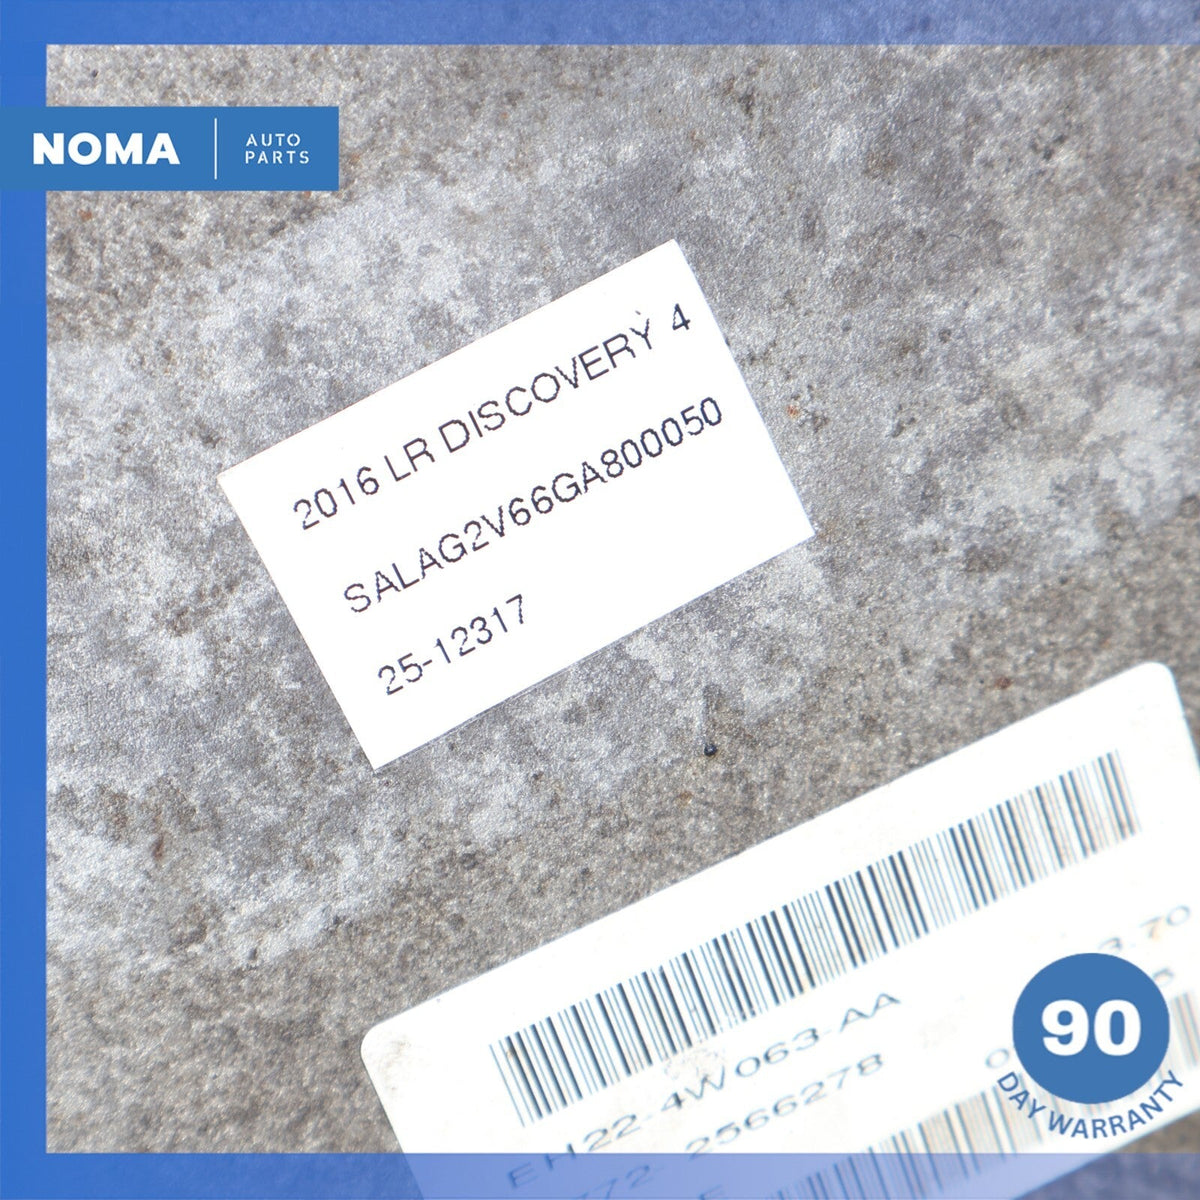 NOMA
AUTO
PARTS
2016 LR DISCOVERY 4
SALAG2V66GA800050
25-12317
EH22-4W063-AA
2566278
90
DAY WARRANTY